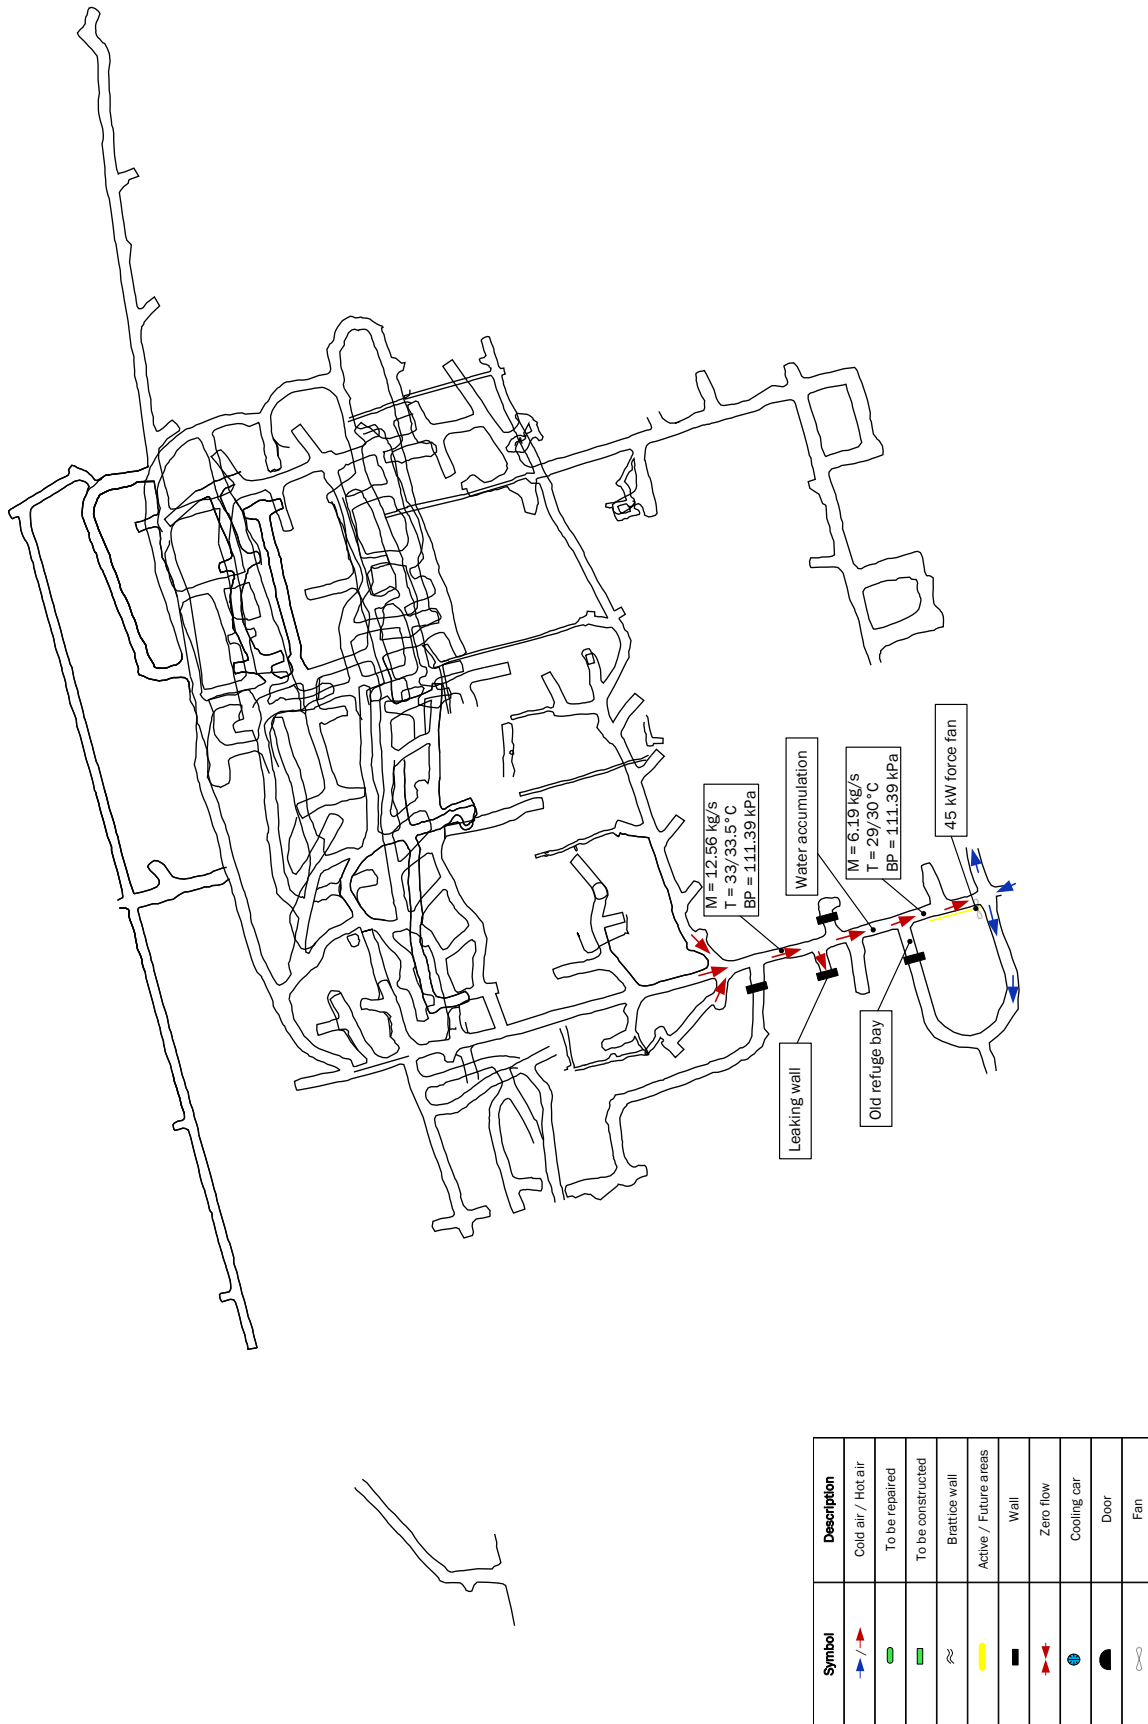 M = 12.56 kg/s
T = 33/33.5°C
BP = 111.39 kPa
Water accumulation
M = 6.19 kg/s
T = 29/30°C
BP = 111.39 kPa
45 kW force fan
Leaking wall
Old refuge bay
Symbol Description
/ Cold air / Hot air
To be repaired
To be constructed
Brattice wall
Active / Future areas
Wall
Zero flow
Cooling car
Door
Fan